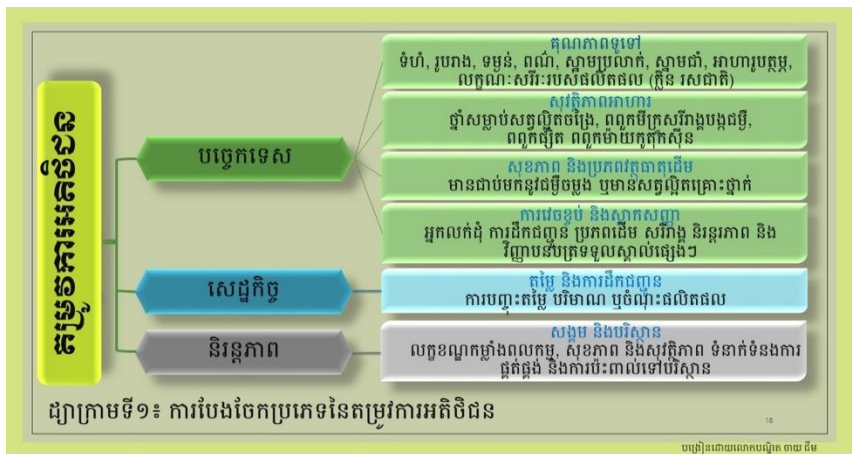 តម្រូវការអតិថិជន
បច្ចេកទេស
គុណភាពទូទៅ
ទំហំ, រូបរាង, ទម្ងន់, ពណ៌, ស្នាមប្រលាក់, ស្នាមជាំ, អាហារូបត្ថម្ភ,
លក្ខណៈសរីរៈរបស់ផលិតផល (ក្លិន រសជាតិ)
សុវត្ថិភាពអាហារ
ថ្នាំសម្លាប់សត្វល្អិតចង្រៃ, ពពួកមីក្រូសរីរាង្គបង្កជម្ងឺ,
ពពួកផ្សិត ពពួកម៉ាយកូតុកស៊ីន
សុខភាព និងប្រភពវត្ថុធាតុដើម
មានជាប់មកនូវជម្ងឺចម្លង ឬមានសត្វល្អិតគ្រោះថ្នាក់
ការវេចខ្ចប់ និងស្លាកសញ្ញា
អ្នកលក់ដុំ ការដឹកជញ្ជូន ប្រភពដើម សរីរាង្គ និរន្តរភាព និង
វិញ្ញាបនបត្រទទួលស្គាល់ផ្សេងៗ
សេដ្ឋកិច្ច
តម្លៃ និងការដឹកជញ្ជូន
ការបញ្ចុះតម្លៃ បរិមាណ ឬចំណុះផលិតផល
និរន្តភាព
សង្គម និងបរិស្ថាន
លក្ខខណ្ឌកម្លាំងពលកម្ម, សុខភាព និងសុវត្ថិភាព ទំនាក់ទំនងការ
ផ្គត់ផ្គង់ និងការប៉ះពាល់ទៅបរិស្ថាន
ដ្យាក្រាមទី១៖ ការបែងចែកប្រភេទនៃតម្រូវការអតិថិជន
បង្រៀនដោយលោកបណ្ឌិត ចាយ ជីម